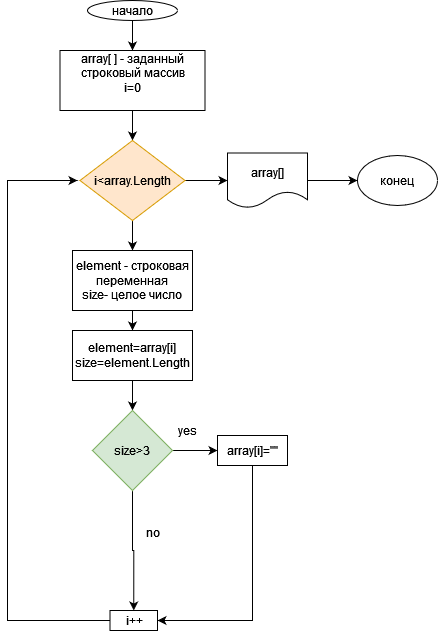 начало
array[ ] - заданный
строковый массив
i=0
i<array.Length
array[]
конец
element - строковая
переменная
size- целое число
element=array[i]
size=element.Length
size>3
yes
array[i]=""
no
i++